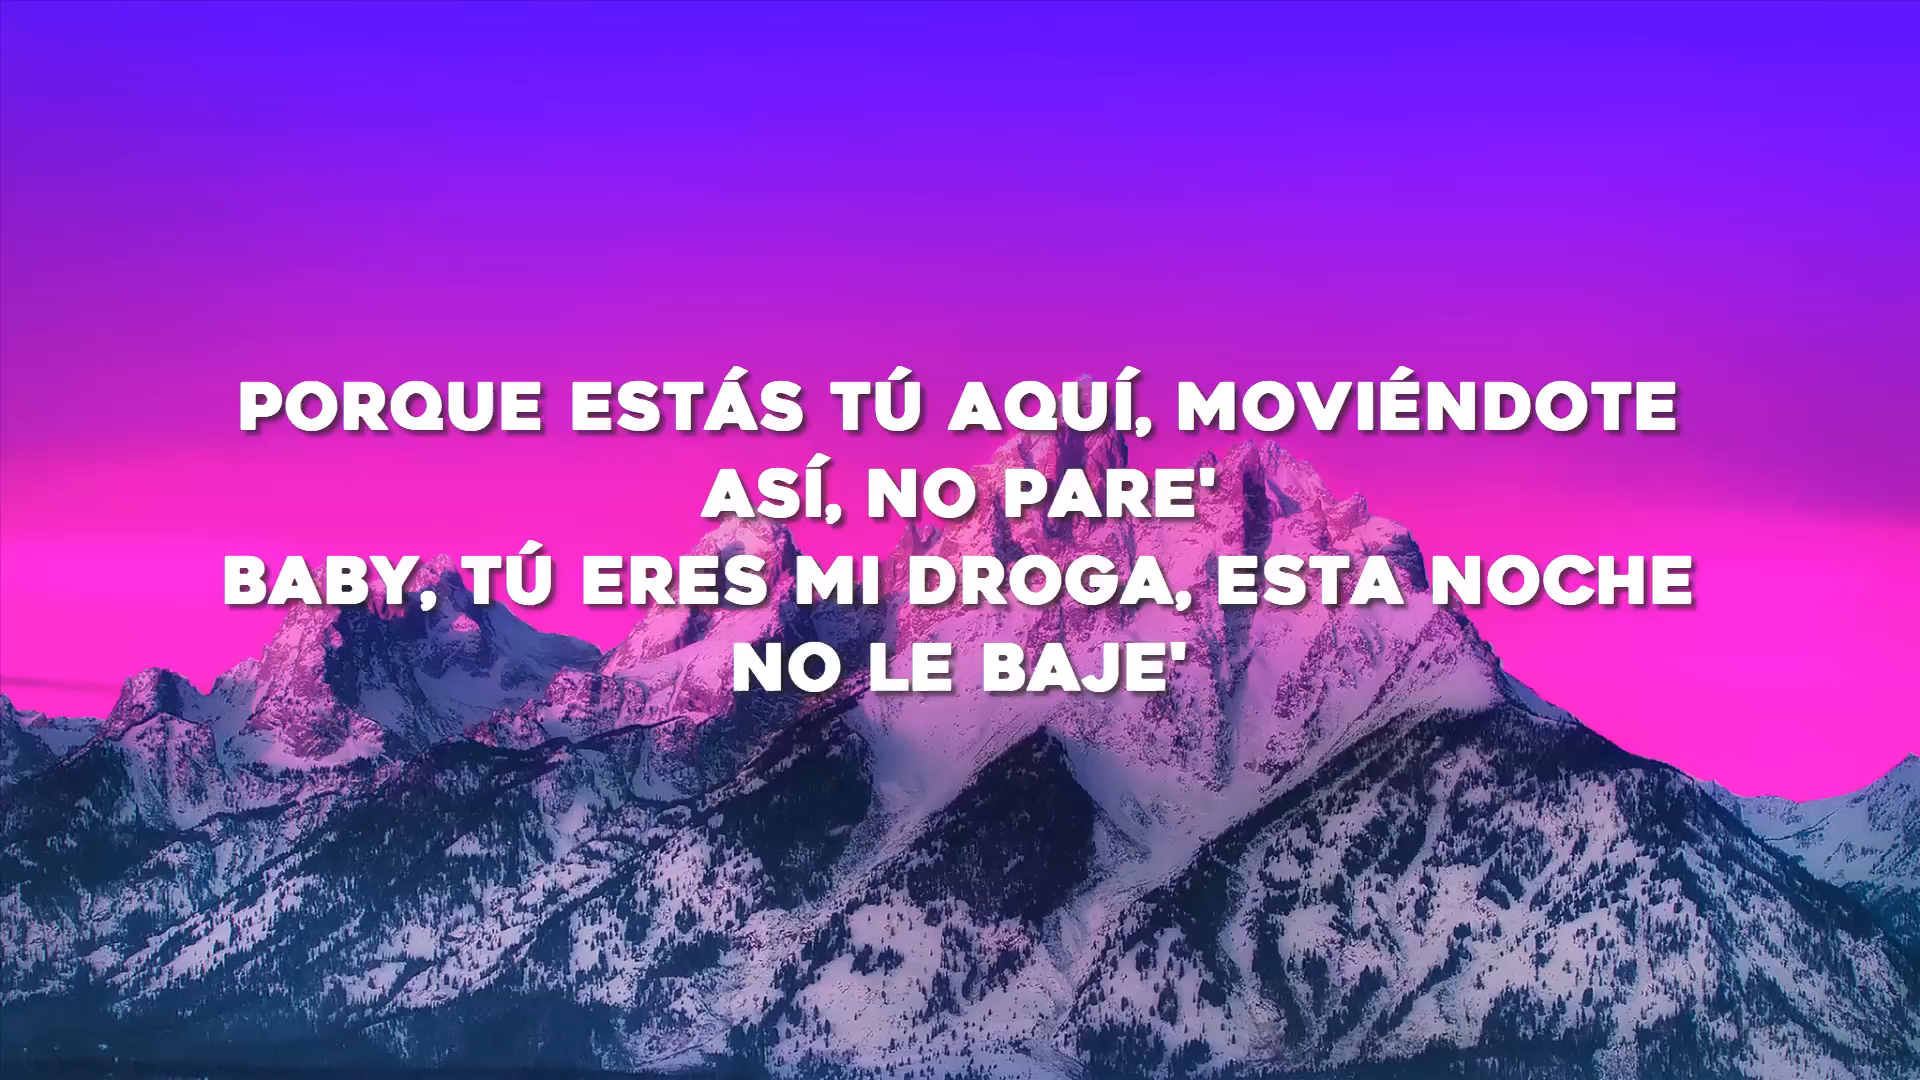 PORQUE ESTÁS TÚ AQUÍ, MOVIÉNDOTE
ASÍ, NO PARE'
BABY, TÚ ERES MI DROGA, ESTA NOCHE
NO LE BAJE'